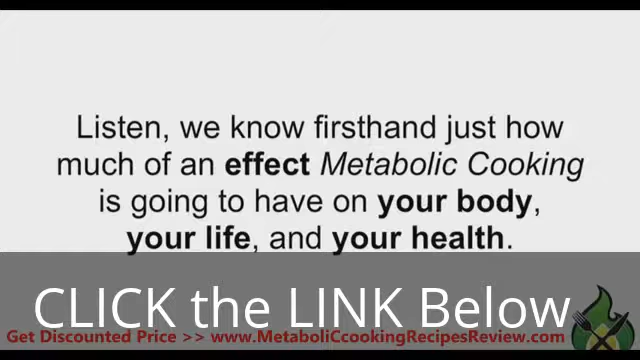 Listen, we know firsthand just how
much of an effect Metabolic Cooking
is going to have on your body,
your life, and your health.
CLICK the LINK Below
Get Discounted Price >> www.MetaboliCcookingRecipesReview.com